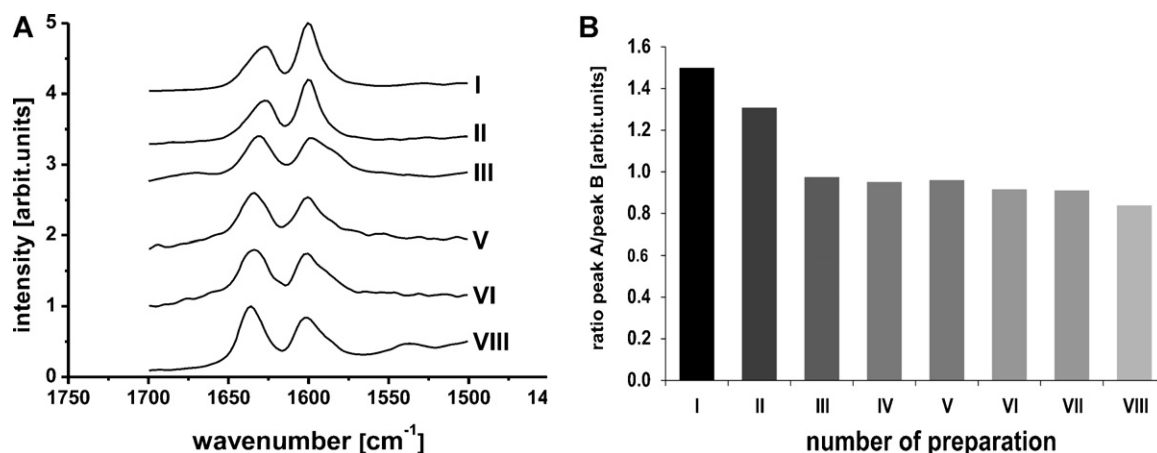 A
5
4
3
2
1
0
intensity [arbit.units]
I
II
III
V
VI
VIII
1750 1700 1650 1600 1550 1500 14
wavenumber [cm⁻¹]
B
1.6
1.4
1.2
1.0
0.8
0.6
0.4
0.2
0.0
ratio peak A/peak B [arbit.units]
I II III IV V VI VII VIII
number of preparation